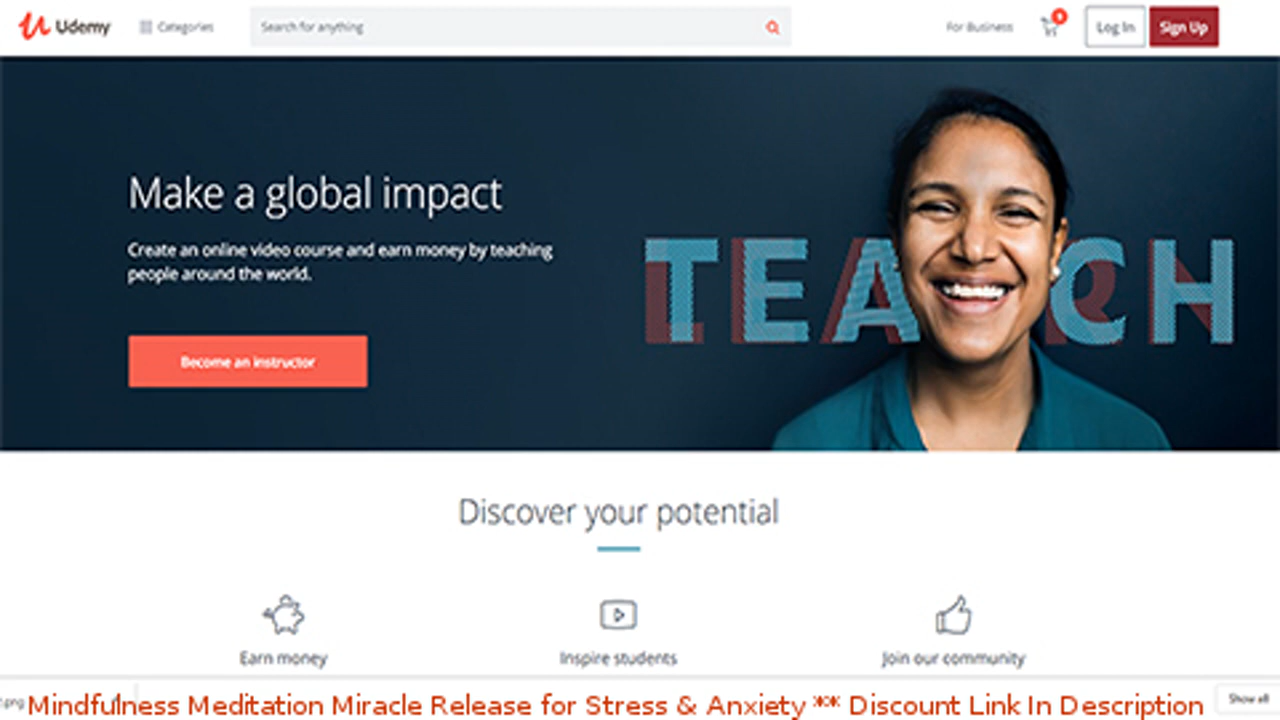 Udemy
Categories
Search for anything
For Business
Log In
Sign Up
Make a global impact
Create an online video course and earn money by teaching
people around the world.
TEACH
Become an instructor
Discover your potential
Earn money
Inspire students
Join our community
Mindfulness Meditation Miracle Release for Stress & Anxiety ** Discount Link In Description
Show all